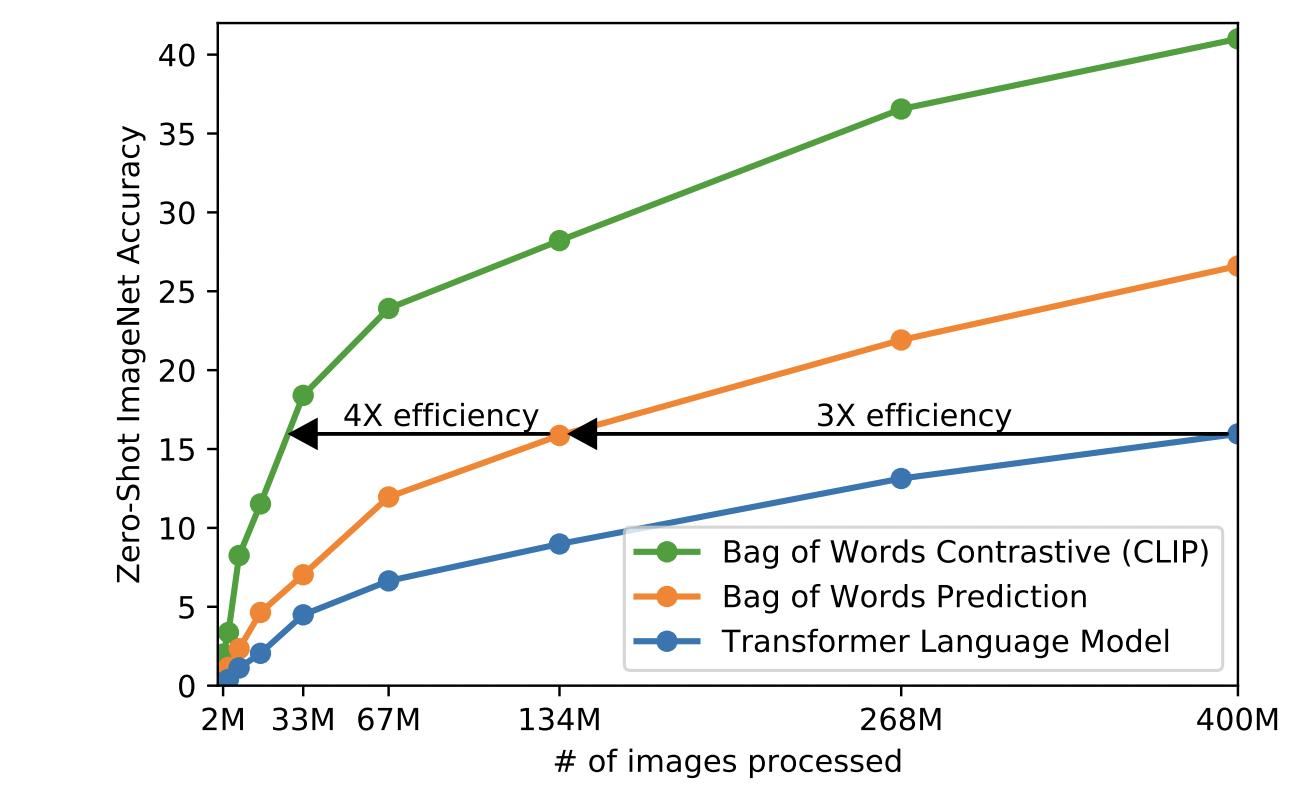 40
35
30
25
20
15
10
5
0
Zero-Shot ImageNet Accuracy
4X efficiency
3X efficiency
Bag of Words Contrastive (CLIP)
Bag of Words Prediction
Transformer Language Model
2M 33M 67M 134M 268M 400M
# of images processed